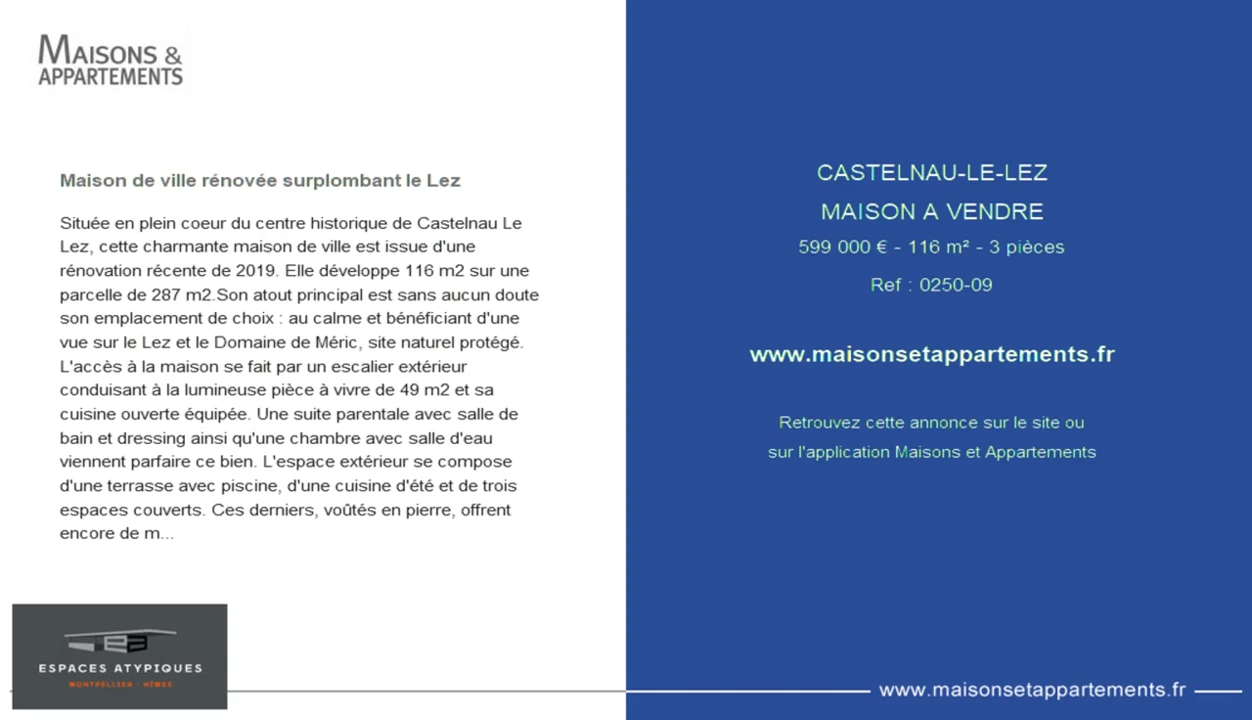 MAISONS &
APPARTEMENTS
Maison de ville rénovée surplombant le Lez
Située en plein coeur du centre historique de Castelnau Le
Lez, cette charmante maison de ville est issue d'une
rénovation récente de 2019. Elle développe 116 m2 sur une
parcelle de 287 m2.Son atout principal est sans aucun doute
son emplacement de choix : au calme et bénéficiant d'une
vue sur le Lez et le Domaine de Méric, site naturel protégé.
L'accès à la maison se fait par un escalier extérieur
conduisant à la lumineuse pièce à vivre de 49 m2 et sa
cuisine ouverte équipée. Une suite parentale avec salle de
bain et dressing ainsi qu'une chambre avec salle d'eau
viennent parfaire ce bien. L'espace extérieur se compose
d'une terrasse avec piscine, d'une cuisine d'été et de trois
espaces couverts. Ces derniers, voûtés en pierre, offrent
encore de m...
ESPACES ATYPIQUES
MONTPELLIER - NÎMES
CASTELNAU-LE-LEZ
MAISON A VENDRE
599 000 € - 116 m² - 3 pièces
Ref : 0250-09
www.maisonsetappartements.fr
Retrouvez cette annonce sur le site ou
sur l'application Maisons et Appartements
www.maisonsetappartements.fr